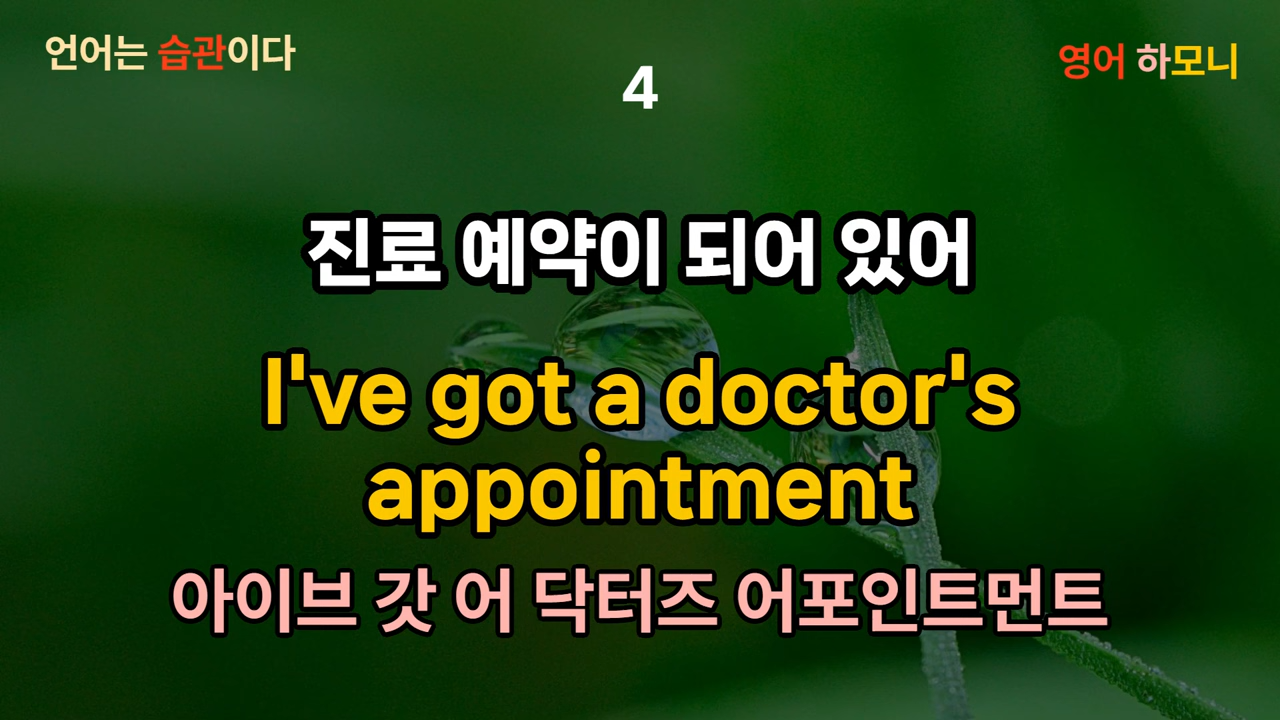 언어는 습관이다
영어 하모니
4
진료 예약이 되어 있어
I've got a doctor's
appointment
아이브 갓 어 닥터즈 어포인트먼트